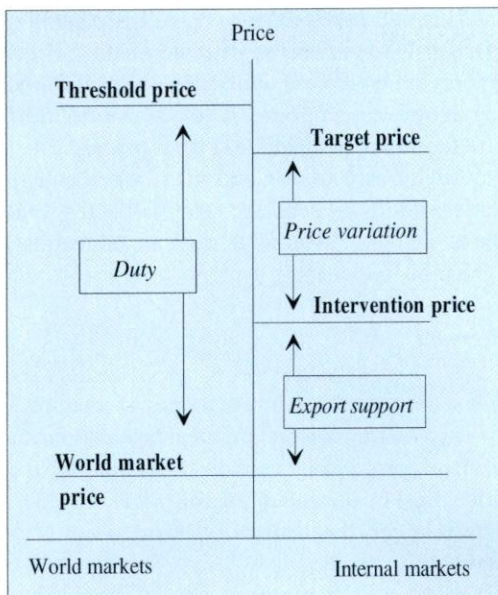 Price
Threshold price
Target price
Price variation
Duty
Intervention price
Export support
World market
price
World markets
Internal markets